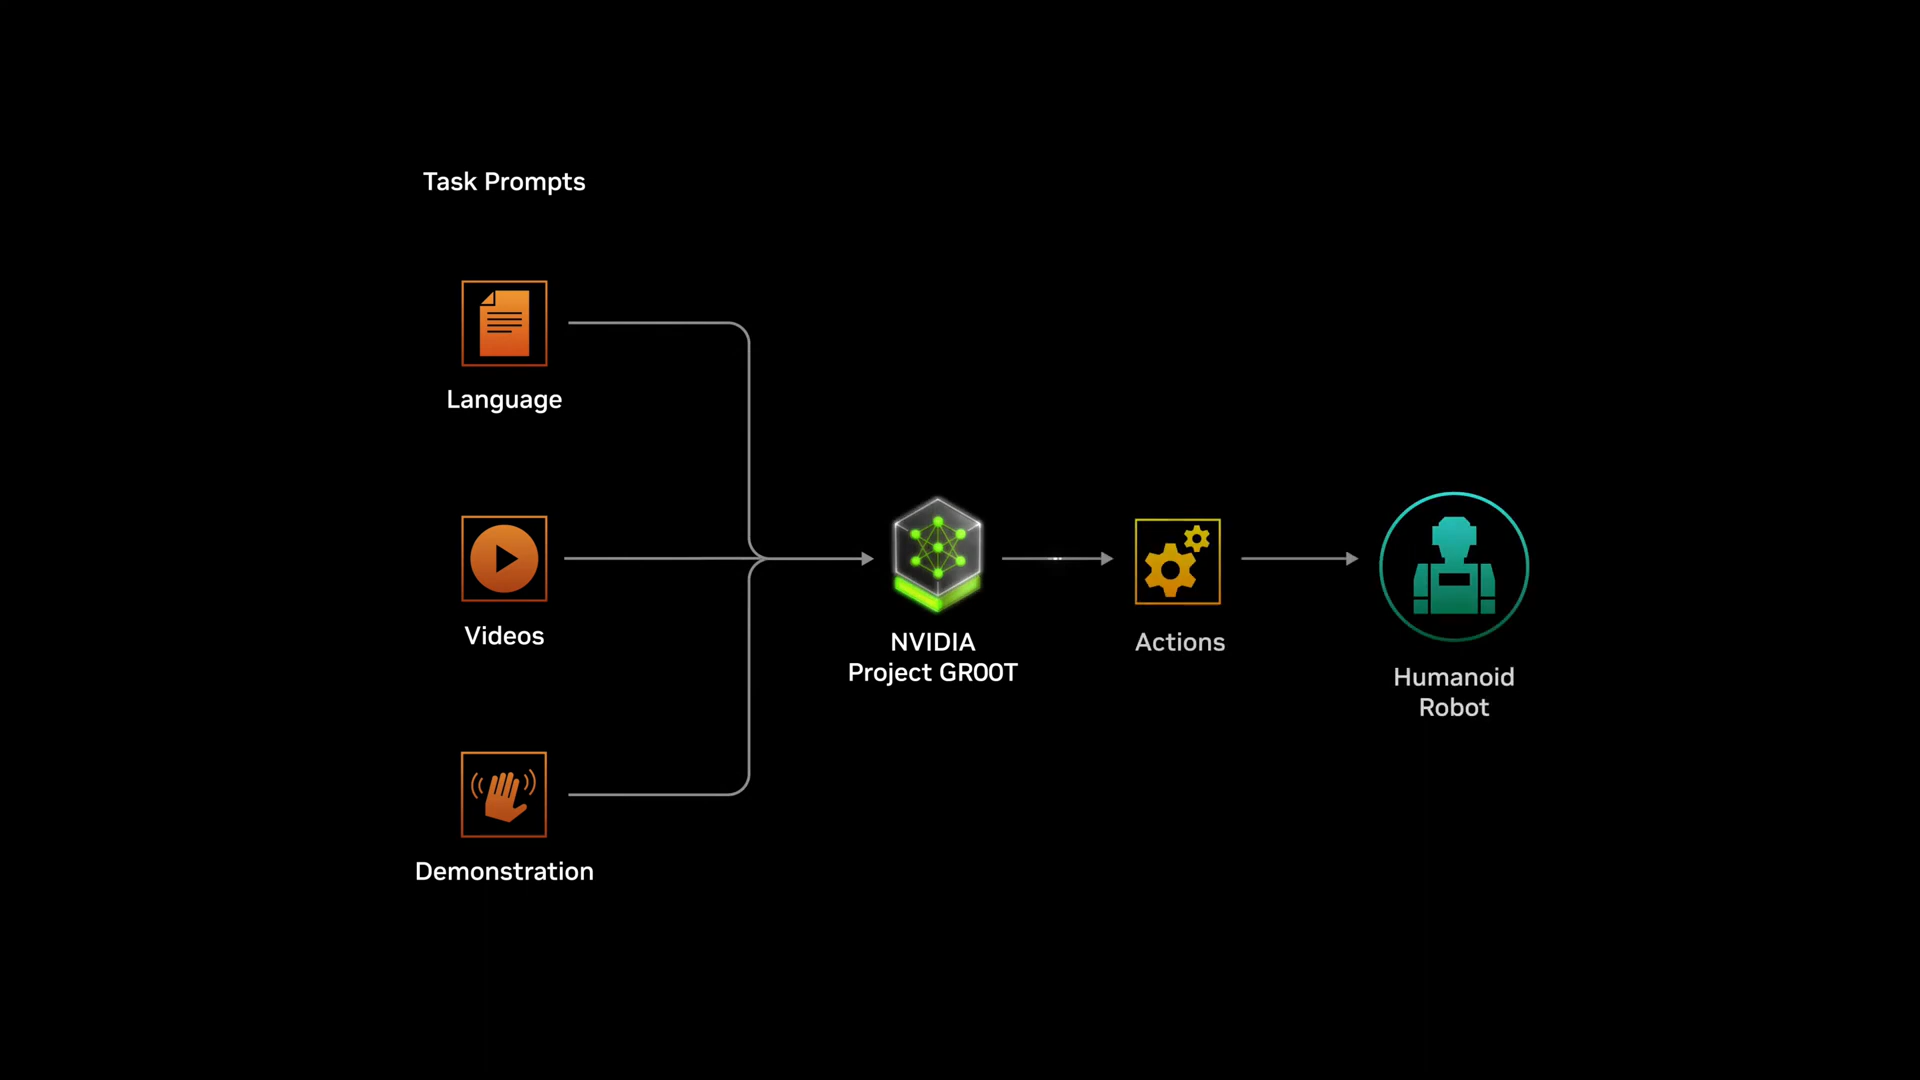 Task Prompts
Language
Videos
Demonstration
NVIDIA
Project GR00T
Actions
Humanoid
Robot